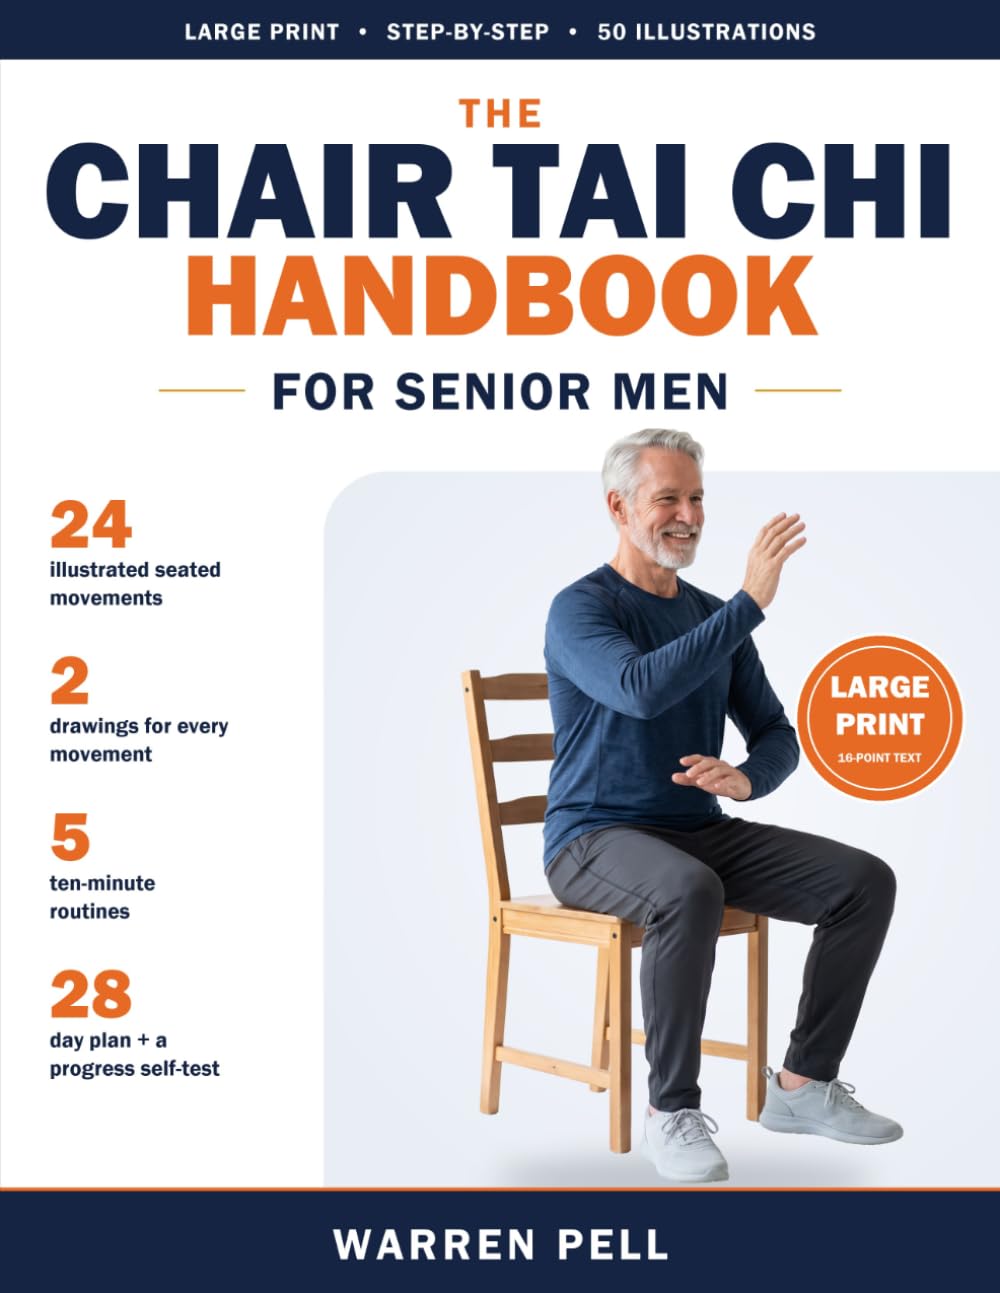 LARGE PRINT • STEP-BY-STEP • 50 ILLUSTRATIONS
THE
CHAIR TAI CHI
HANDBOOK
FOR SENIOR MEN
24
illustrated seated
movements
2
drawings for every
movement
5
ten-minute
routines
28
day plan + a
progress self-test
LARGE
PRINT
16-POINT TEXT
WARREN PELL